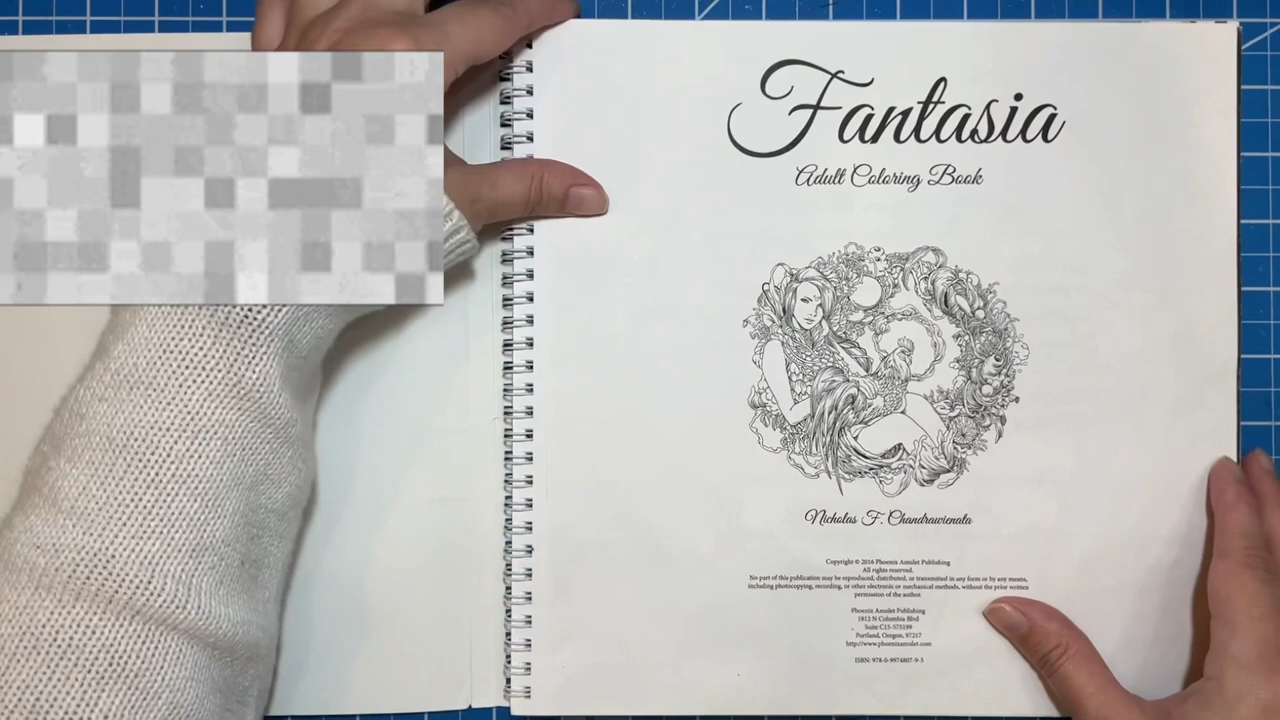 Fantasia
Adult Coloring Book
Nicholas F. Chandrawienata
Copyright © 2016 Phoenix Amulet Publishing
All rights reserved.
No part of this publication may be reproduced, distributed, or transmitted in any form or by any means,
including photocopying, recording, or other electronic or mechanical methods, without the prior written
permission of the author.
Phoenix Amulet Publishing
1812 N Columbia Blvd
Suite C15-575199
Portland, Oregon, 97217
http://www.phoenixamulet.com
ISBN: 978-0-9974807-9-5